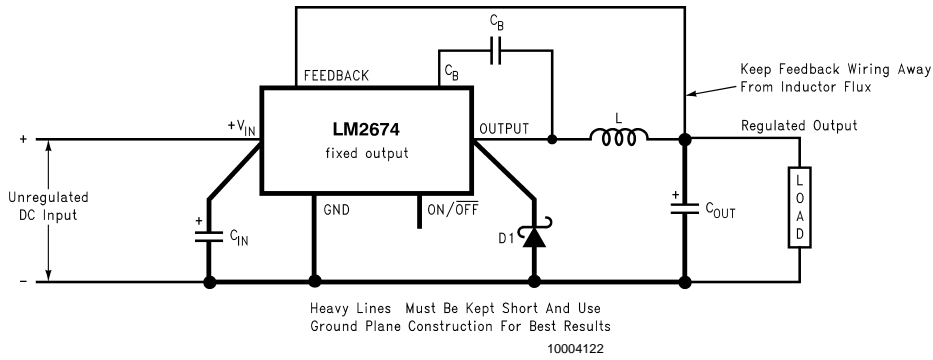 C_B
FEEDBACK
C_B
Keep Feedback Wiring Away
From Inductor Flux
+V_IN
LM2674
fixed output
OUTPUT
L
Regulated Output
+
Unregulated
DC Input
-
+
C_IN
GND
ON/O̅F̅F̅
D1
+
C_OUT
LOAD
Heavy Lines Must Be Kept Short And Use
Ground Plane Construction For Best Results
10004122